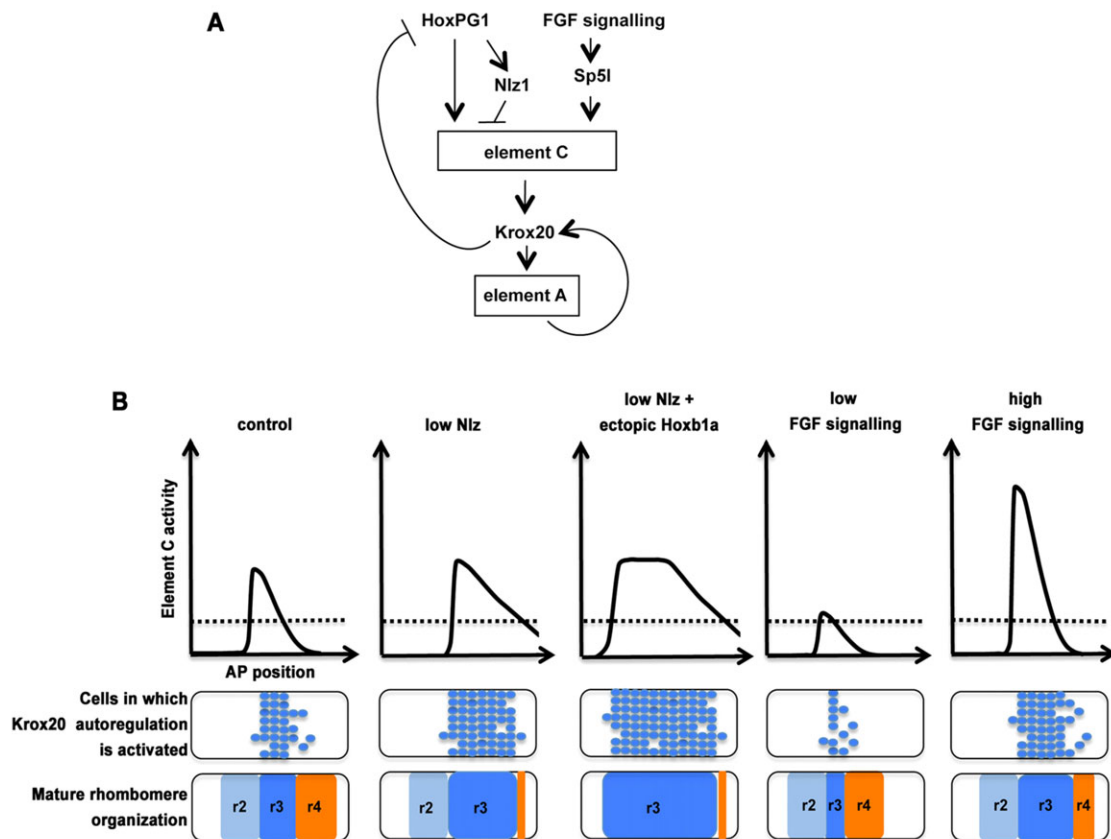 A
HoxPG1 FGF signalling
Nlz1 Sp5l
element C
Krox20
element A
B
control
low Nlz
low Nlz +
ectopic Hoxb1a
low
FGF signalling
high
FGF signalling
Element C activity
AP position
Cells in which
Krox20 autoregulation
is activated
Mature rhombomere
organization
r2 r3 r4
r2 r3
r3
r2 r3 r4
r2 r3 r4